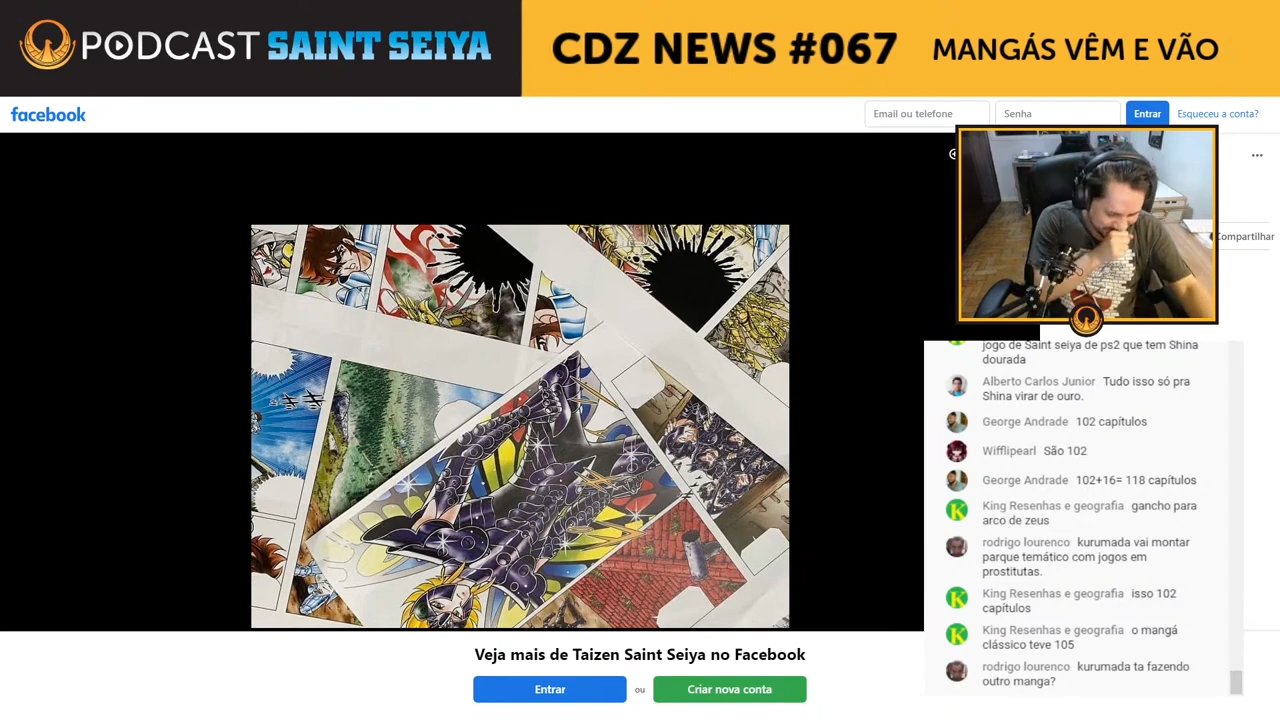 PODCAST SAINT SEIYA
CDZ NEWS #067
MANGÁS VÊM E VÃO
facebook
Email ou telefone
Senha
Entrar
Esqueceu a conta?
Compartilhar
jogo de Saint seiya de ps2 que tem Shina
dourada
Alberto Carlos Junior Tudo isso só pra
Shina virar de ouro.
George Andrade 102 capítulos
Wifflipearl São 102
George Andrade 102+16= 118 capítulos
King Resenhas e geografia gancho para
arco de zeus
rodrigo lourenco kurumada vai montar
parque temático com jogos em
prostitutas.
King Resenhas e geografia isso 102
capítulos
King Resenhas e geografia o mangá
clássico teve 105
rodrigo lourenco kurumada ta fazendo
outro manga?
Veja mais de Taizen Saint Seiya no Facebook
Entrar
ou
Criar nova conta